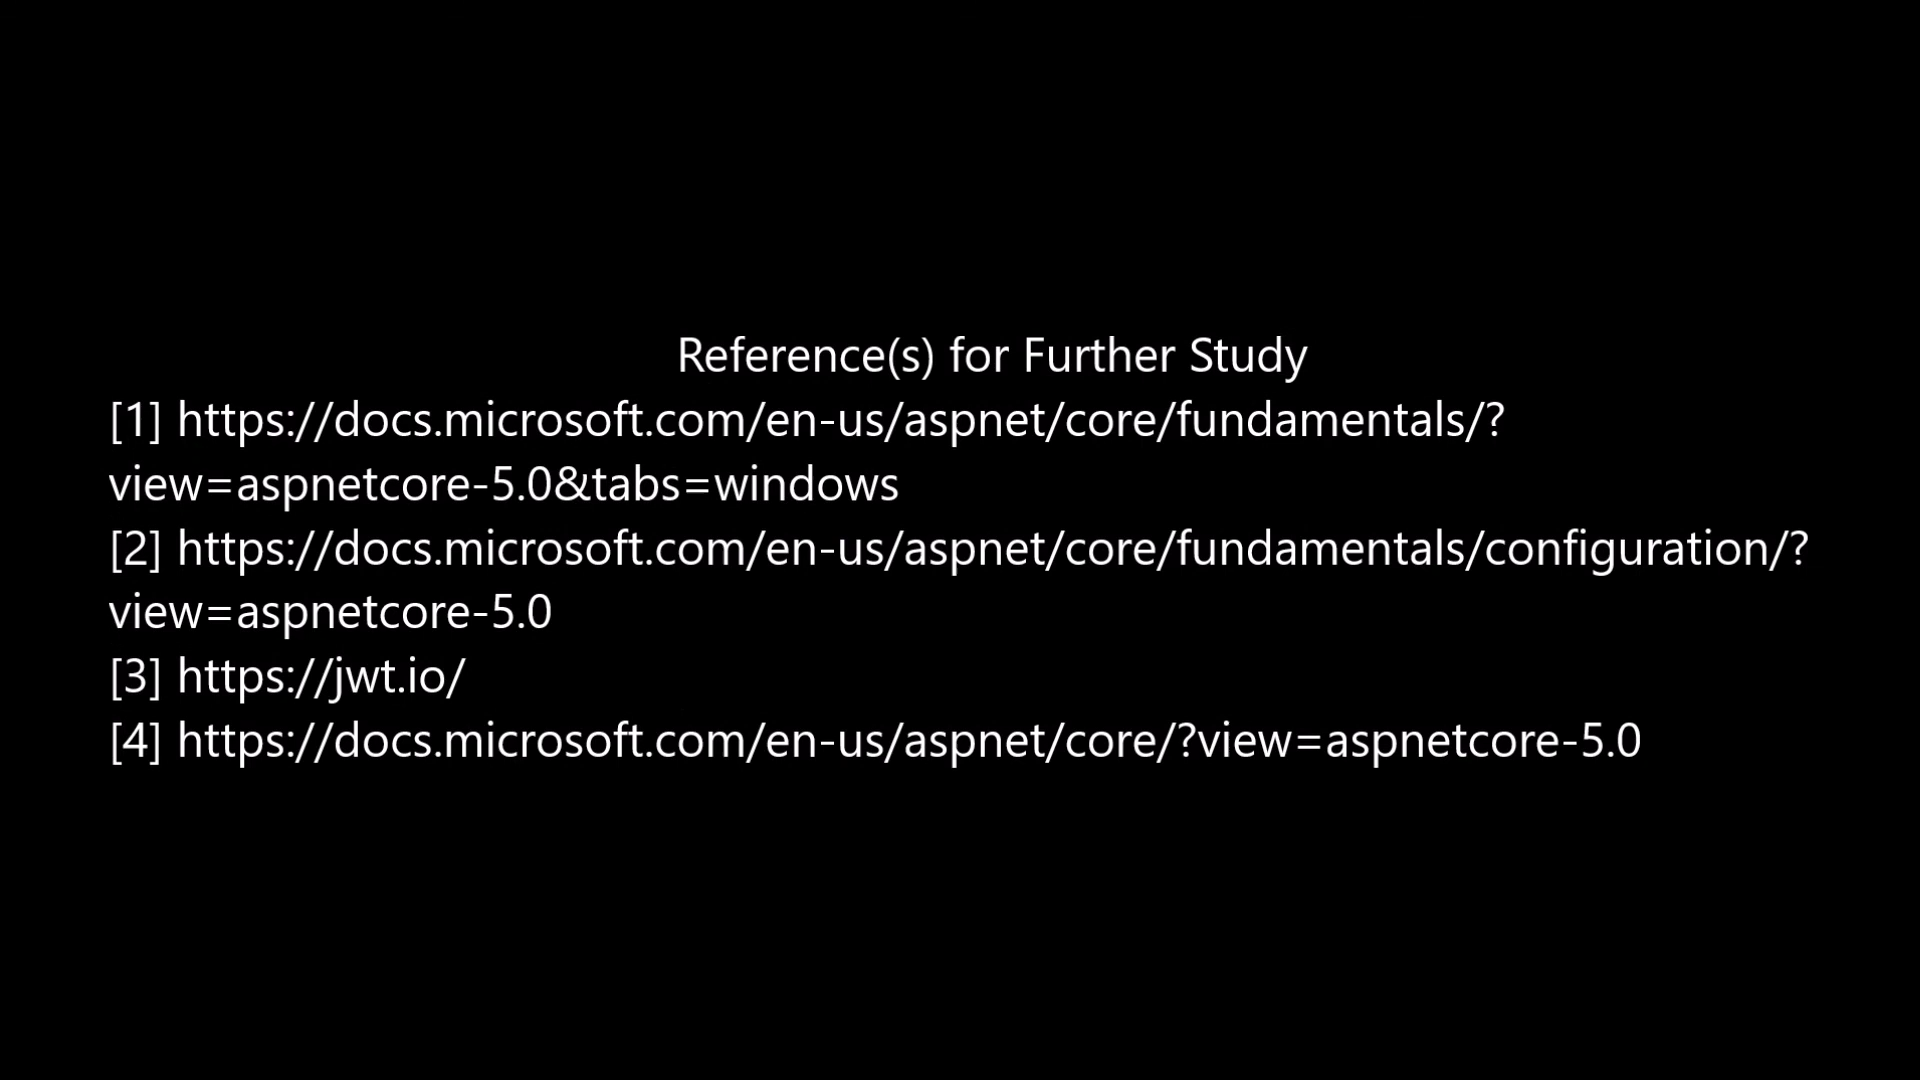 Reference(s) for Further Study
[1] https://docs.microsoft.com/en-us/aspnet/core/fundamentals/?
view=aspnetcore-5.0&tabs=windows
[2] https://docs.microsoft.com/en-us/aspnet/core/fundamentals/configuration/?
view=aspnetcore-5.0
[3] https://jwt.io/
[4] https://docs.microsoft.com/en-us/aspnet/core/?view=aspnetcore-5.0